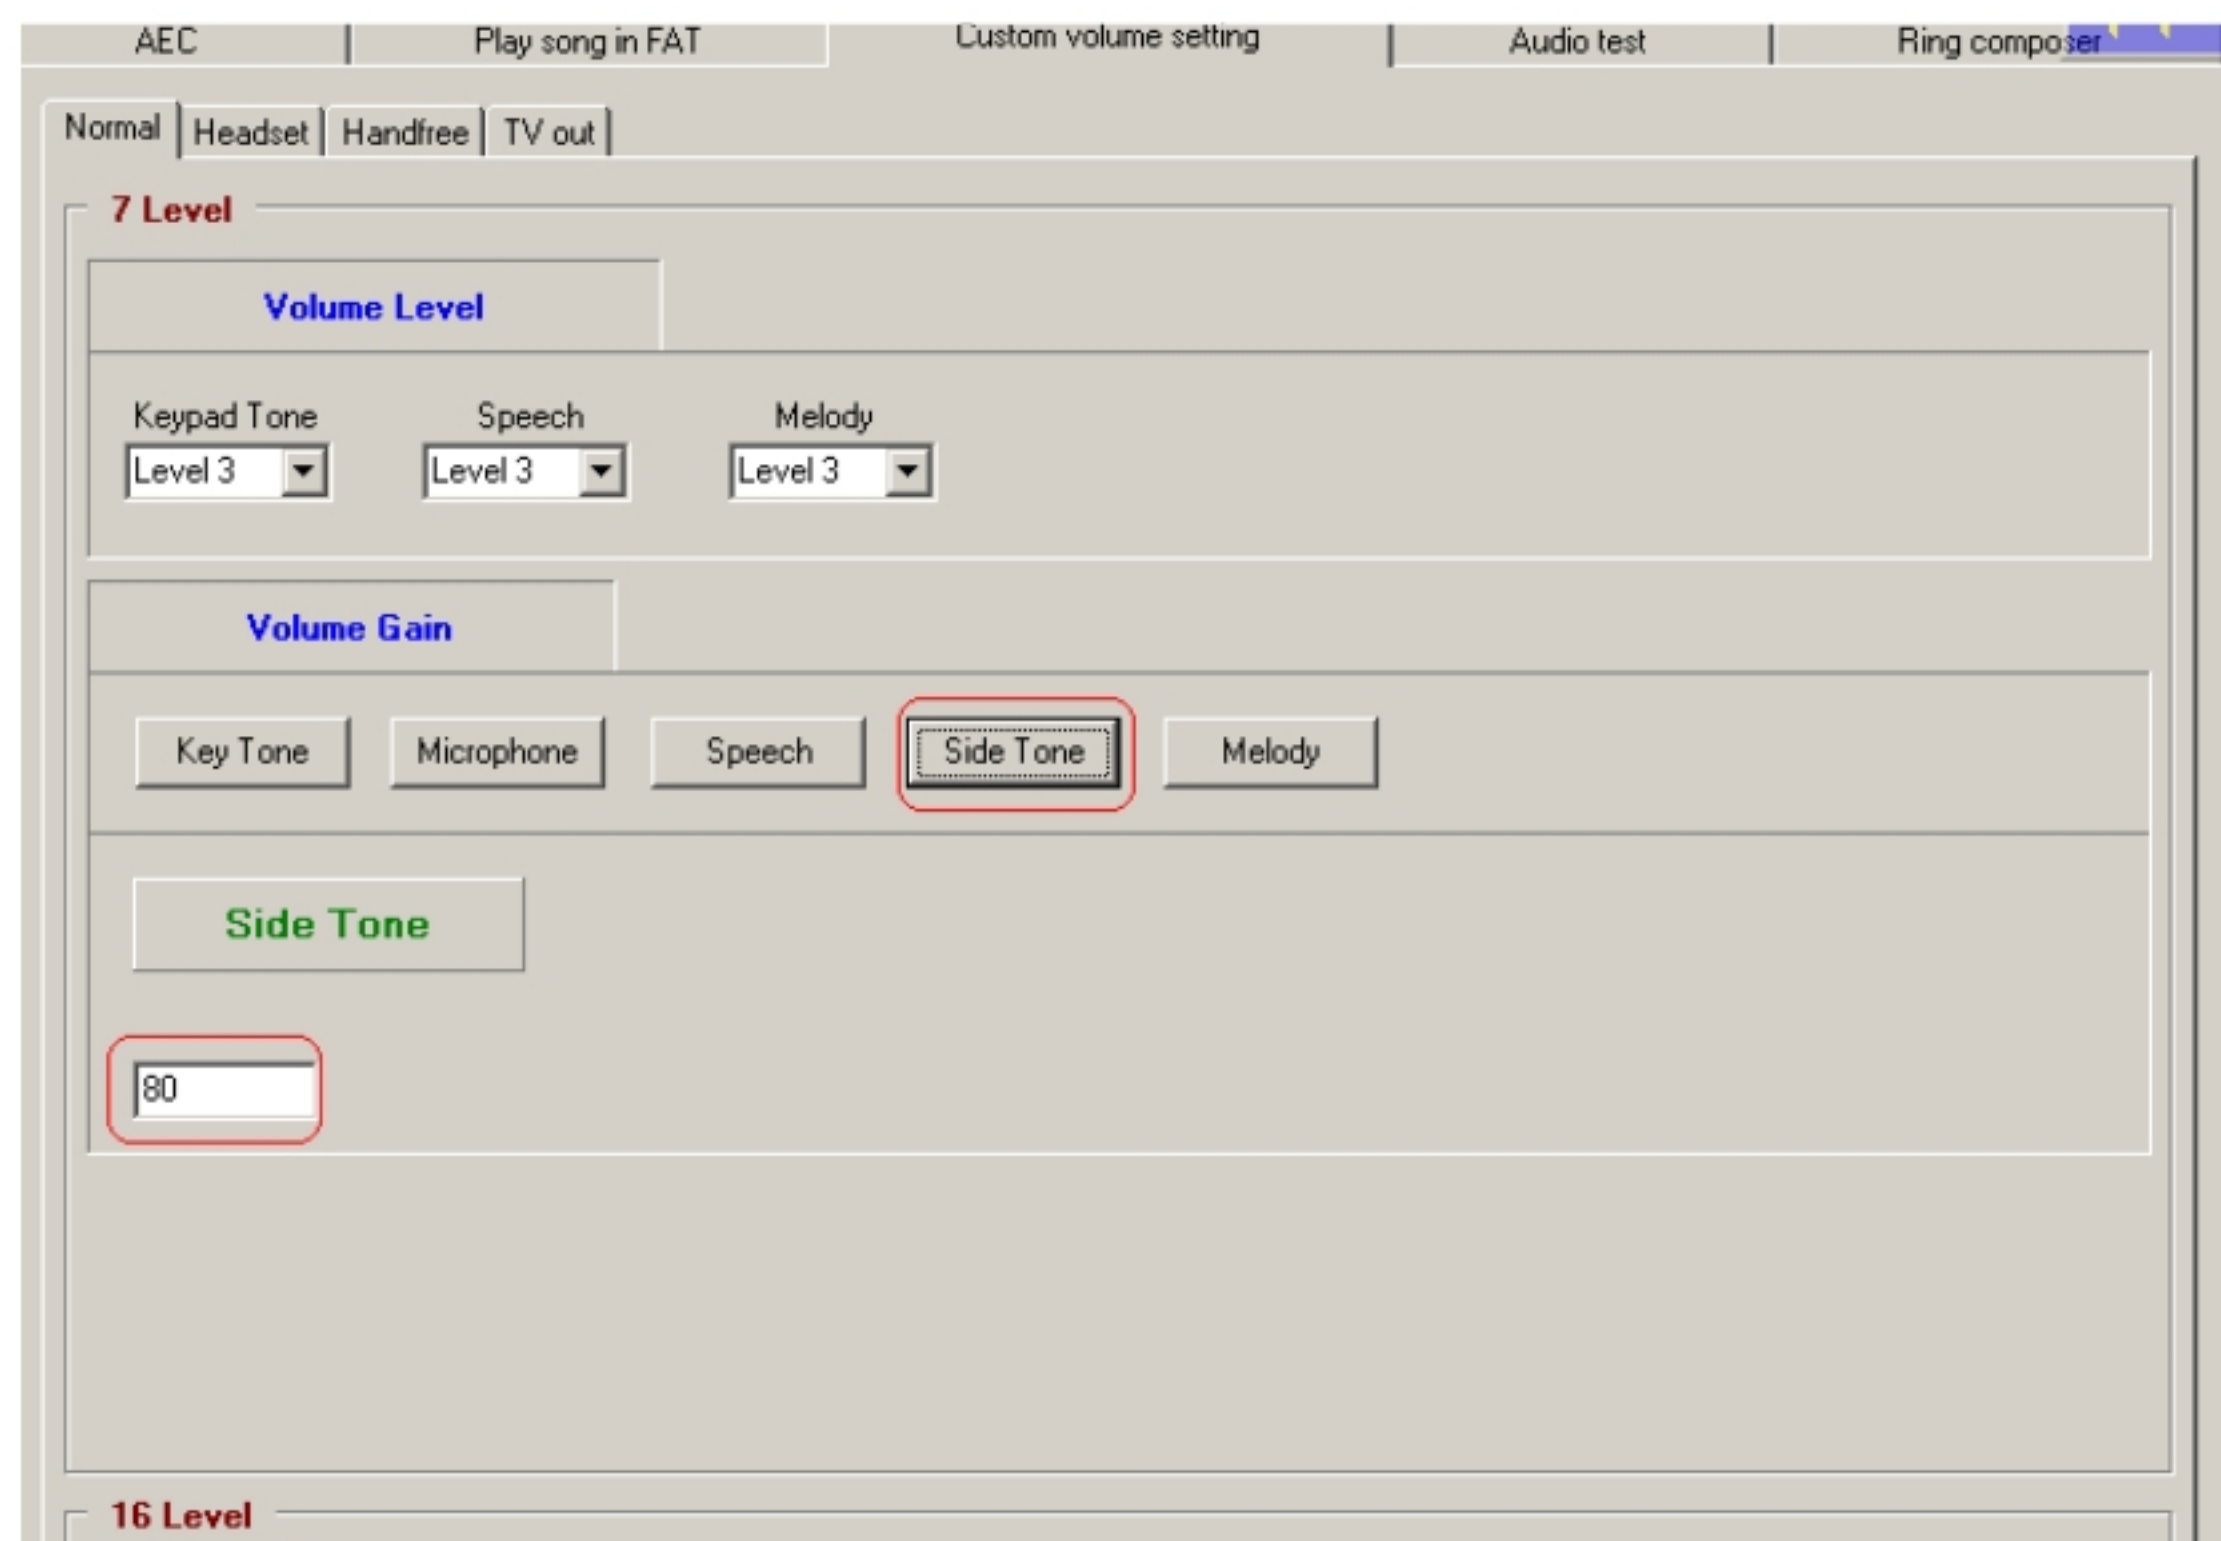 AEC Play song in FAT Custom volume setting Audio test Ring composer
Normal Headset Handfree TV out
7 Level
Volume Level
Keypad Tone Speech Melody
Level 3 Level 3 Level 3
Volume Gain
Key Tone Microphone Speech Side Tone Melody
Side Tone
80
16 Level